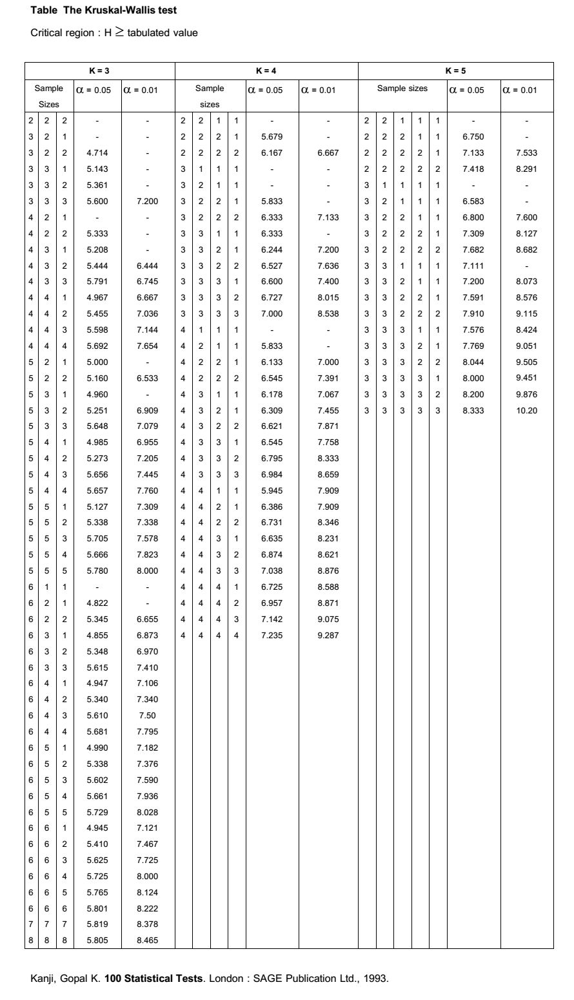 Table The Kruskal-Wallis test
Critical region : H ≥ tabulated value
K = 3 K = 4 K = 5
Sample α = 0.05 α = 0.01 Sample α = 0.05 α = 0.01 Sample sizes α = 0.05 α = 0.01
Sizes sizes
2 2 2 - - 2 2 1 1 - - 2 2 1 1 1 - -
3 2 1 - - 2 2 2 1 5.679 - 2 2 2 1 1 6.750 -
3 2 2 4.714 - 2 2 2 2 6.167 6.667 2 2 2 2 1 7.133 7.533
3 3 1 5.143 - 3 1 1 1 - - 2 2 2 2 2 7.418 8.291
3 3 2 5.361 - 3 2 1 1 - - 3 1 1 1 1 - -
3 3 3 5.600 7.200 3 2 2 1 5.833 - 3 2 1 1 1 6.583 -
4 2 1 - - 3 2 2 2 6.333 7.133 3 2 2 1 1 6.800 7.600
4 2 2 5.333 - 3 3 1 1 6.333 - 3 2 2 2 1 7.309 8.127
4 3 1 5.208 - 3 3 2 1 6.244 7.200 3 2 2 2 2 7.682 8.682
4 3 2 5.444 6.444 3 3 2 2 6.527 7.636 3 3 1 1 1 7.111 -
4 3 3 5.791 6.745 3 3 3 1 6.600 7.400 3 3 2 1 1 7.200 8.073
4 4 1 4.967 6.667 3 3 3 2 6.727 8.015 3 3 2 2 1 7.591 8.576
4 4 2 5.455 7.036 3 3 3 3 7.000 8.538 3 3 2 2 2 7.910 9.115
4 4 3 5.598 7.144 4 1 1 1 - - 3 3 3 1 1 7.576 8.424
4 4 4 5.692 7.654 4 2 1 1 5.833 - 3 3 3 2 1 7.769 9.051
5 2 1 5.000 - 4 2 2 1 6.133 7.000 3 3 3 2 2 8.044 9.505
5 2 2 5.160 6.533 4 2 2 2 6.545 7.391 3 3 3 3 1 8.000 9.451
5 3 1 4.960 - 4 3 1 1 6.178 7.067 3 3 3 3 2 8.200 9.876
5 3 2 5.251 6.909 4 3 2 1 6.309 7.455 3 3 3 3 3 8.333 10.20
5 3 3 5.648 7.079 4 3 2 2 6.621 7.871
5 4 1 4.985 6.955 4 3 3 1 6.545 7.758
5 4 2 5.273 7.205 4 3 3 2 6.795 8.333
5 4 3 5.656 7.445 4 3 3 3 6.984 8.659
5 4 4 5.657 7.760 4 4 1 1 5.945 7.909
5 5 1 5.127 7.309 4 4 2 1 6.386 7.909
5 5 2 5.338 7.338 4 4 2 2 6.731 8.346
5 5 3 5.705 7.578 4 4 3 1 6.635 8.231
5 5 4 5.666 7.823 4 4 3 2 6.874 8.621
5 5 5 5.780 8.000 4 4 3 3 7.038 8.876
6 1 1 - - 4 4 4 1 6.725 8.588
6 2 1 4.822 - 4 4 4 2 6.957 8.871
6 2 2 5.345 6.655 4 4 4 3 7.142 9.075
6 3 1 4.855 6.873 4 4 4 4 7.235 9.287
6 3 2 5.348 6.970
6 3 3 5.615 7.410
6 4 1 4.947 7.106
6 4 2 5.340 7.340
6 4 3 5.610 7.50
6 4 4 5.681 7.795
6 5 1 4.990 7.182
6 5 2 5.338 7.376
6 5 3 5.602 7.590
6 5 4 5.661 7.936
6 5 5 5.729 8.028
6 6 1 4.945 7.121
6 6 2 5.410 7.467
6 6 3 5.625 7.725
6 6 4 5.725 8.000
6 6 5 5.765 8.124
6 6 6 5.801 8.222
7 7 7 5.819 8.378
8 8 8 5.805 8.465
Kanji, Gopal K. 100 Statistical Tests. London : SAGE Publication Ltd., 1993.